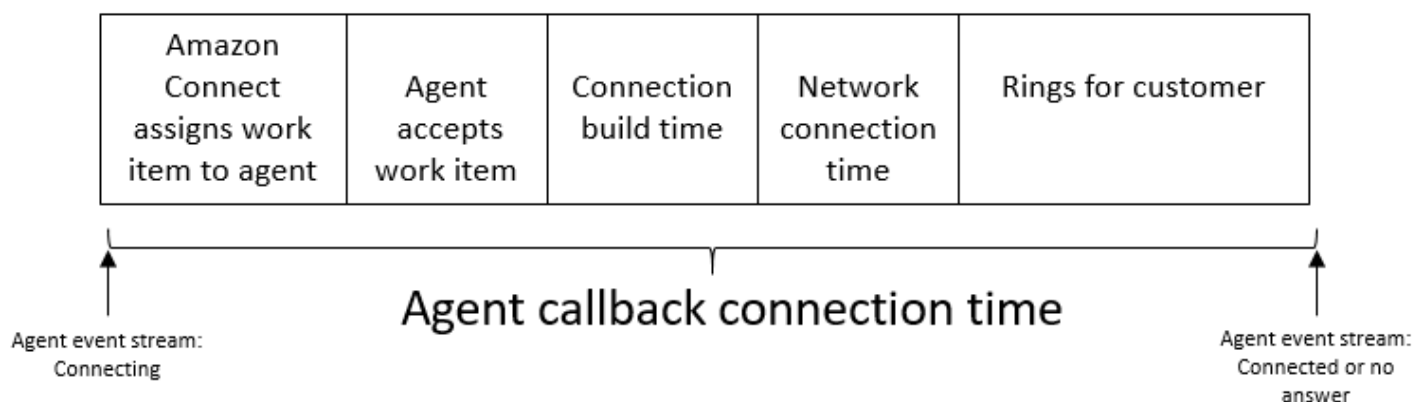 Amazon
Connect
assigns work
item to agent
Agent
accepts
work item
Connection
build time
Network
connection
time
Rings for customer
Agent callback connection time
Agent event stream:
Connecting
Agent event stream:
Connected or no
answer